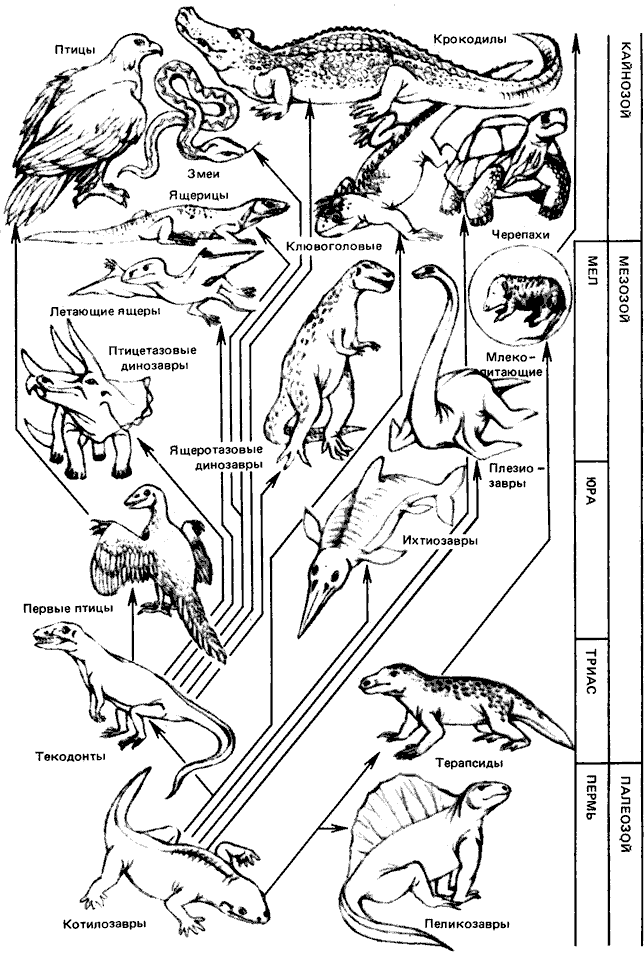 Птицы
Крокодилы
Змеи
Ящерицы
Клювоголовые
Черепахи
Летающие ящеры
Птицетазовые
динозавры
Млеко-
питающие
Ящеротазовые
динозавры
Плезио-
завры
Ихтиозавры
Первые птицы
Текодонты
Терапсиды
Котилозавры
Пеликозавры
КАЙНОЗОЙ
МЕЛ
МЕЗОЗОЙ
ЮРА
ТРИАС
ПЕРМЬ
ПАЛЕОЗОЙ